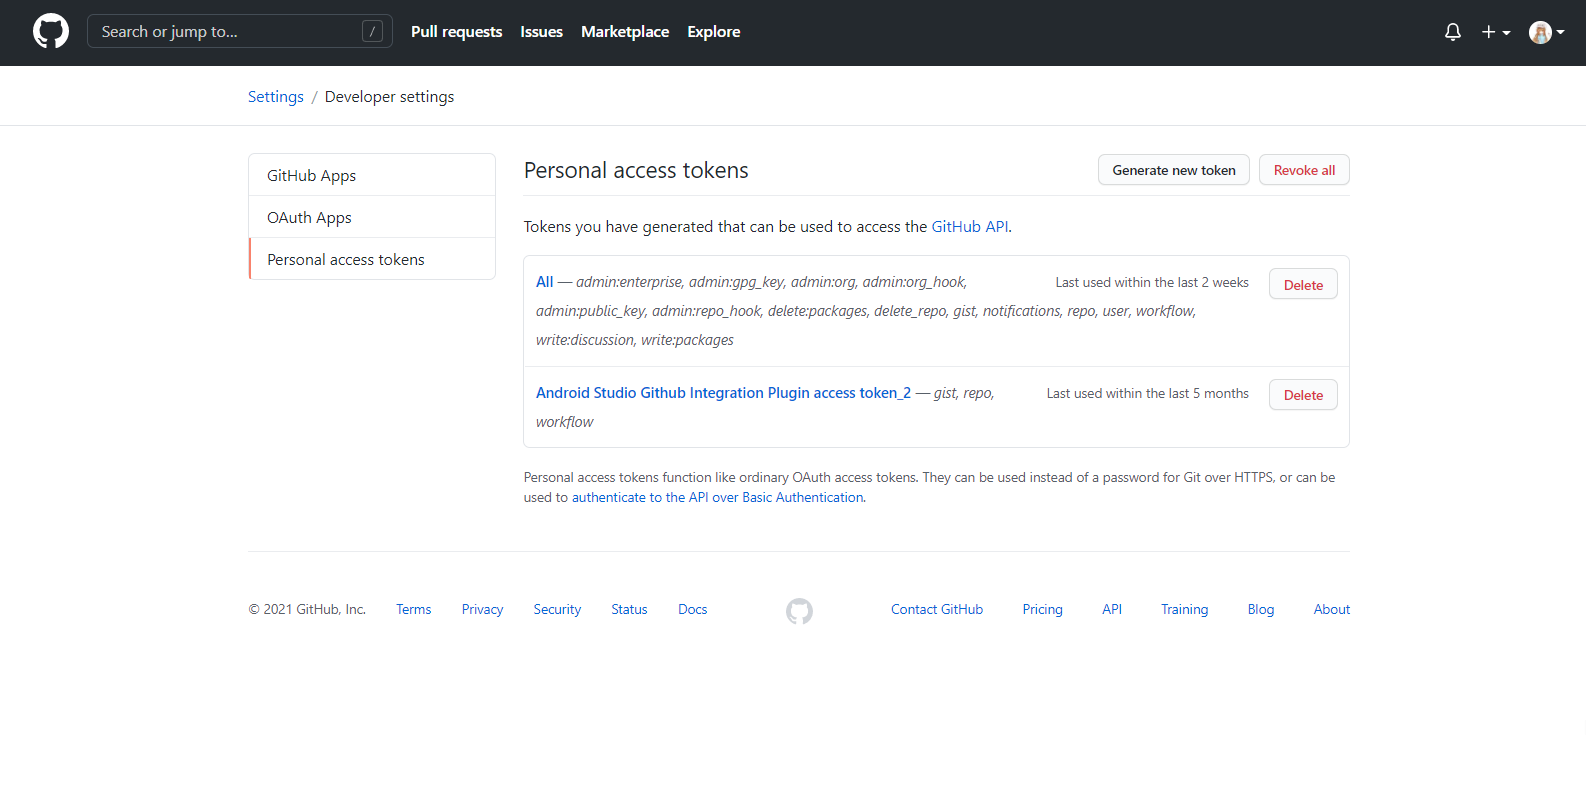 Search or jump to... /
Pull requests Issues Marketplace Explore
Settings / Developer settings
GitHub Apps
OAuth Apps
Personal access tokens
Personal access tokens
Generate new token Revoke all
Tokens you have generated that can be used to access the GitHub API.
All — admin:enterprise, admin:gpg_key, admin:org, admin:org_hook,
admin:public_key, admin:repo_hook, delete:packages, delete_repo, gist, notifications, repo, user, workflow,
write:discussion, write:packages
Last used within the last 2 weeks Delete
Android Studio Github Integration Plugin access token_2 — gist, repo,
workflow
Last used within the last 5 months Delete
Personal access tokens function like ordinary OAuth access tokens. They can be used instead of a password for Git over HTTPS, or can be
used to authenticate to the API over Basic Authentication.
© 2021 GitHub, Inc. Terms Privacy Security Status Docs Contact GitHub Pricing API Training Blog About